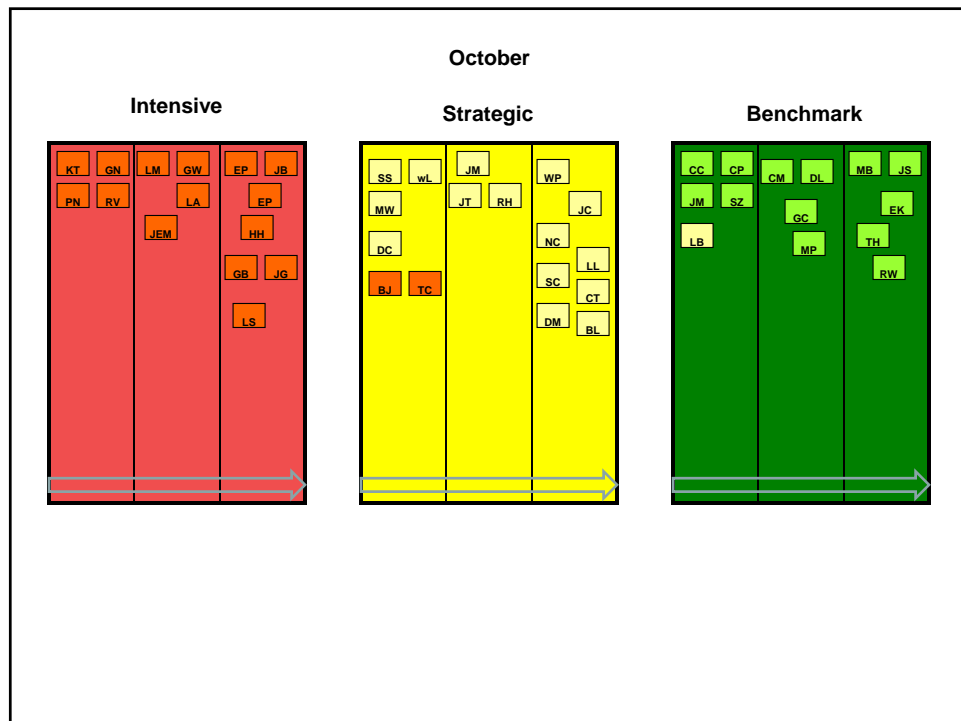 October
Intensive
Strategic
Benchmark
KT GN LM GW EP JB
PN RV LA EP
JEM HH
GB JG
LS
SS wL JM WP
MW JT RH JC
DC NC
LL
BJ TC SC
CT
DM BL
CC CP CM DL MB JS
JM SZ GC EK
LB MP TH
RW